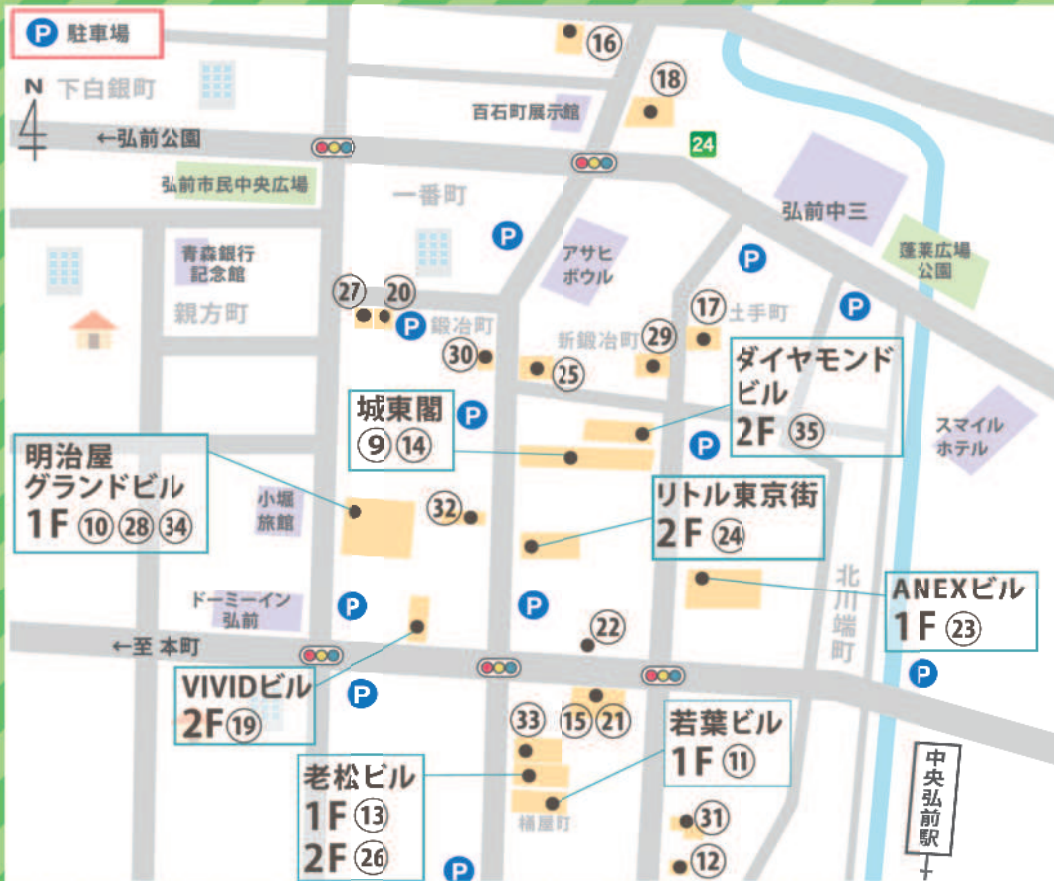 P 駐車場
16
18
N
下白銀町
百石町展示館
←弘前公園
24
弘前市民中央広場
一番町
弘前中三
P
アサヒ
ボウル
青森銀行
記念館
P
蓬莱広場
公園
27 20
17
土手町
P
親方町
P
鍛冶町
新鍛冶町
29
30
25
ダイヤモンド
ビル
2F 35
城東閣
9 14
P
P
スマイル
ホテル
明治屋
グランドビル
1F 10 28 34
小堀
旅館
32
リトル東京街
2F 24
北川端町
ANEXビル
1F 23
ドーミーイン
弘前
P
P
22
←至 本町
P
VIVIDビル
2F 19
P
33
15 21
若葉ビル
1F 11
老松ビル
1F 13
2F 26
桶屋町
31
12
中央弘前駅
P